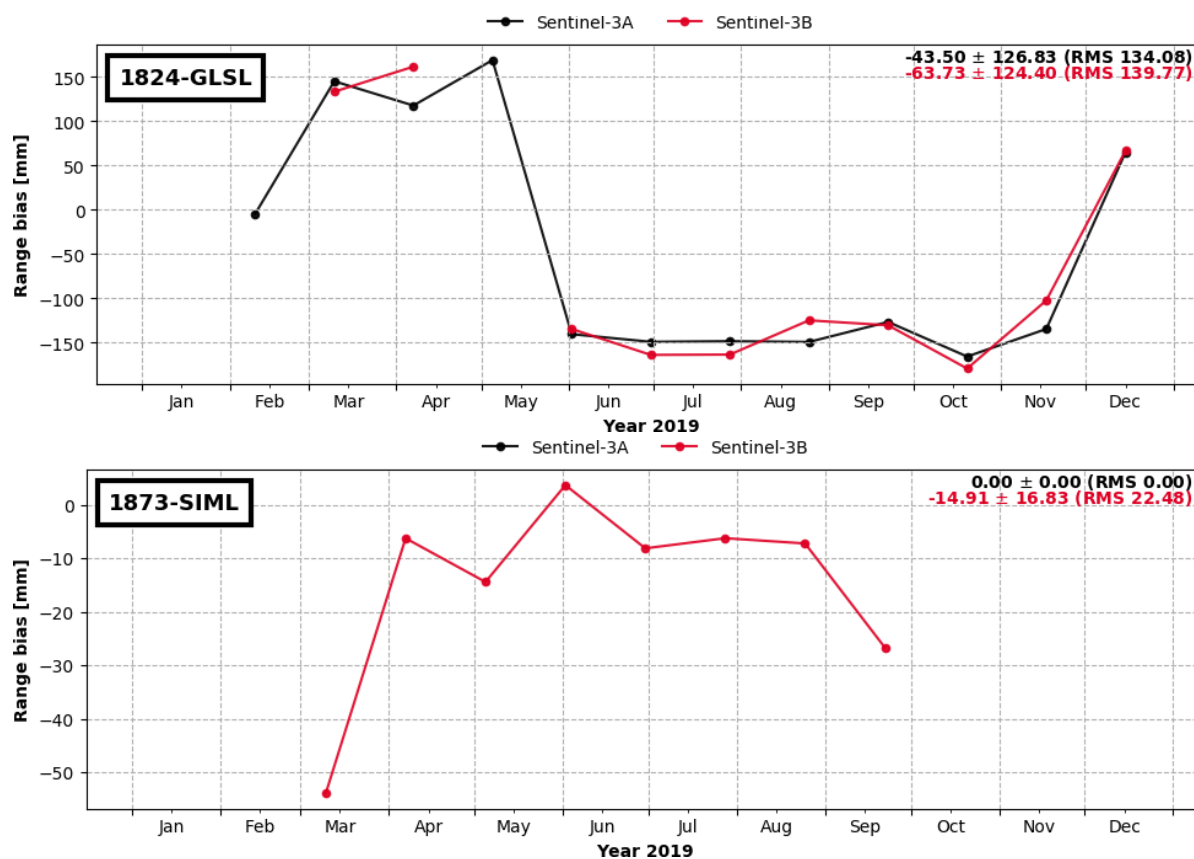 Sentinel-3A Sentinel-3B
1824-GLSL
-43.50 ± 126.83 (RMS 134.08)
-63.73 ± 124.40 (RMS 139.77)
Range bias [mm]
150
100
50
0
−50
−100
−150
Jan Feb Mar Apr May Jun Jul Aug Sep Oct Nov Dec
Year 2019
Sentinel-3A Sentinel-3B
1873-SIML
0.00 ± 0.00 (RMS 0.00)
-14.91 ± 16.83 (RMS 22.48)
Range bias [mm]
0
−10
−20
−30
−40
−50
Jan Feb Mar Apr May Jun Jul Aug Sep Oct Nov Dec
Year 2019